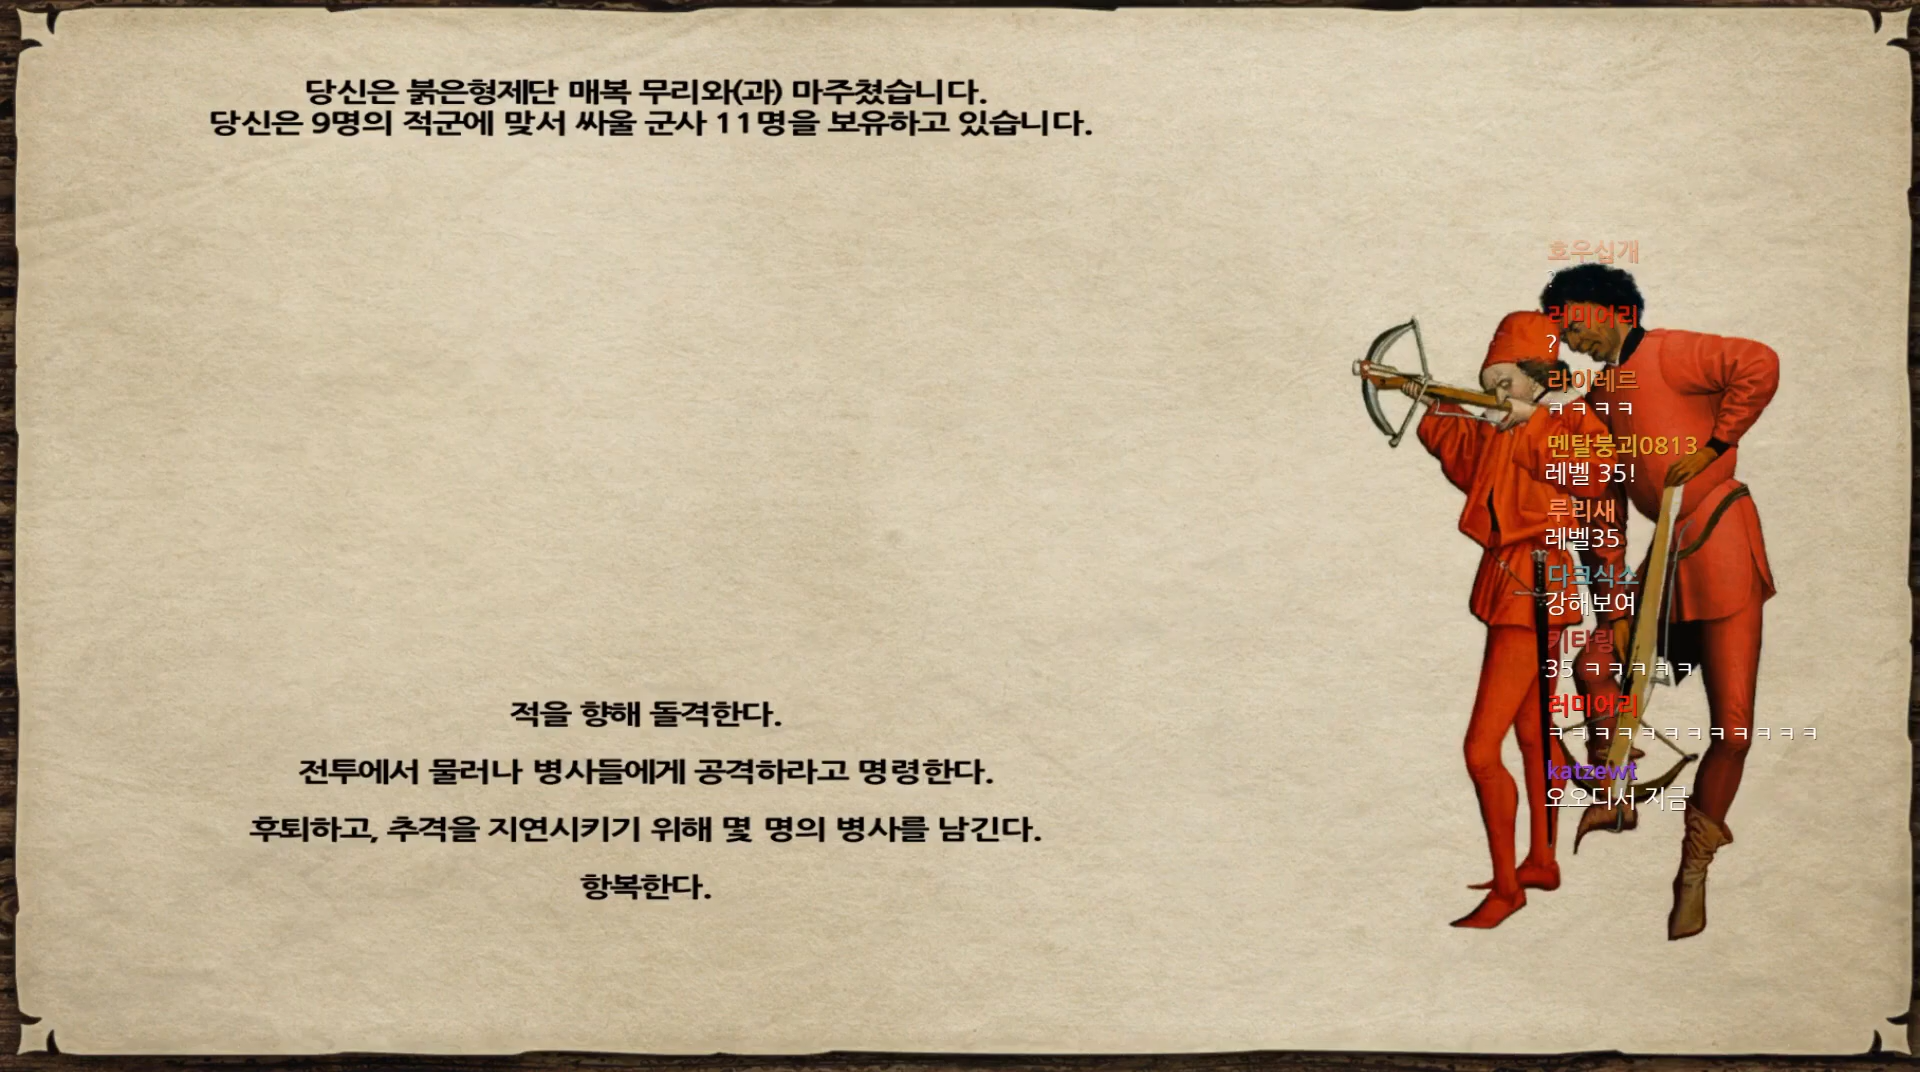 당신은 붉은형제단 매복 무리와(과) 마주쳤습니다.
당신은 9명의 적군에 맞서 싸울 군사 11명을 보유하고 있습니다.
적을 향해 돌격한다.
전투에서 물러나 병사들에게 공격하라고 명령한다.
후퇴하고, 추격을 지연시키기 위해 몇 명의 병사를 남긴다.
항복한다.
호우십개
?
러미어리
?
라이레르
ㅋㅋㅋㅋ
멘탈붕괴0813
레벨 35!
루리새
레벨35
다크식스
강해보여
키타링
35 ㅋㅋㅋㅋㅋ
러미여리
ㅋㅋㅋㅋㅋㅋㅋㅋㅋㅋㅋㅋ
katzewt
오오디서 지금